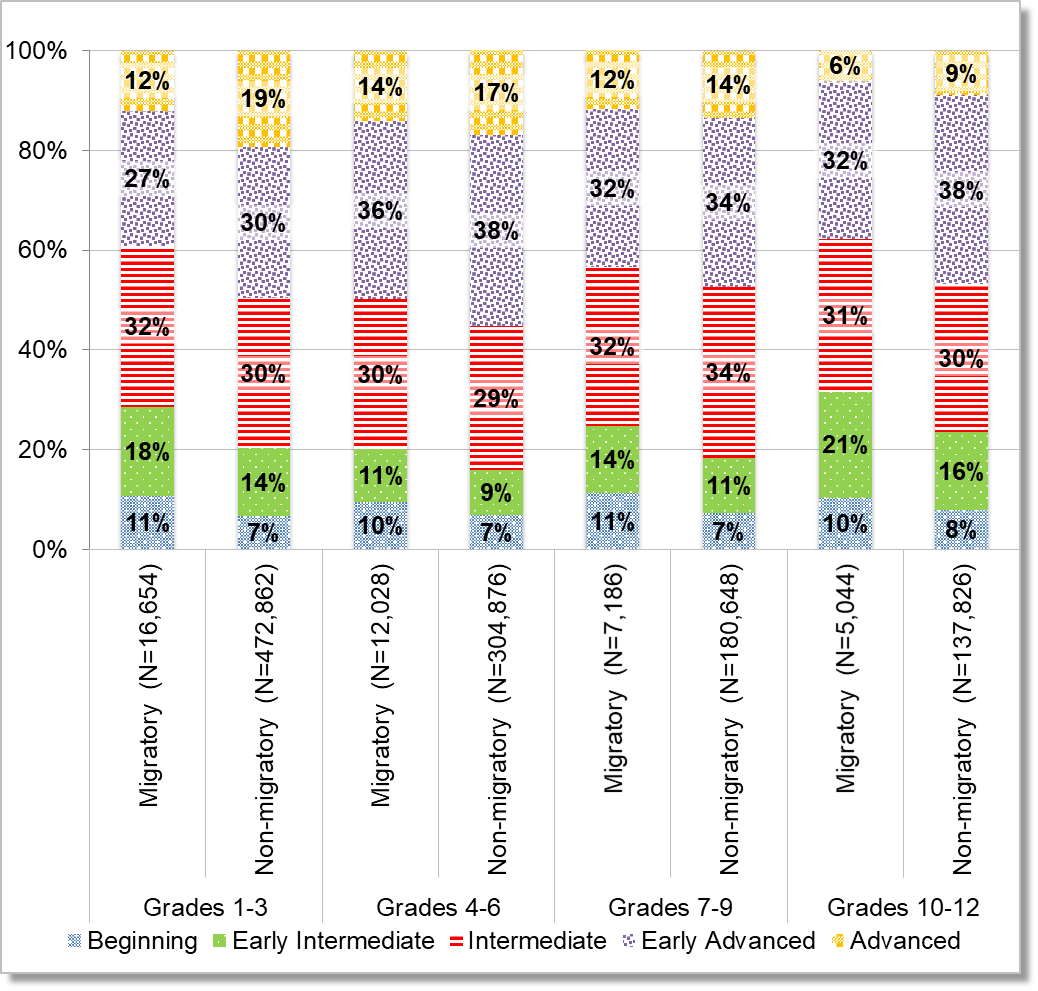 100%
80%
60%
40%
20%
0%
12%
27%
32%
18%
11%
19%
30%
30%
14%
7%
14%
36%
30%
11%
10%
17%
38%
29%
9%
7%
12%
32%
32%
14%
11%
14%
34%
34%
11%
7%
6%
32%
31%
21%
10%
9%
38%
30%
16%
8%
Migratory (N=16,654)
Non-migratory (N=472,862)
Migratory (N=12,028)
Non-migratory (N=304,876)
Migratory (N=7,186)
Non-migratory (N=180,648)
Migratory (N=5,044)
Non-migratory (N=137,826)
Grades 1-3
Grades 4-6
Grades 7-9
Grades 10-12
Beginning
Early Intermediate
Intermediate
Early Advanced
Advanced